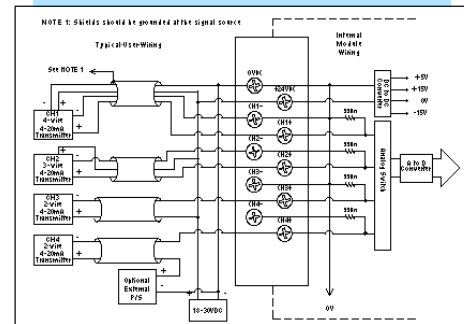 NOTE 1: Shields should be grounded at the signal source
Typical User Wiring
Internal
Module
Wiring
See NOTE 1
0VDC
+24VDC
CH1-
CH1+
CH2-
CH2+
CH3-
CH3+
CH4-
CH4+
CH1
4-wire
4-20mA
Transmitter
CH2
3-wire
4-20mA
Transmitter
CH3
2-wire
4-20mA
Transmitter
CH4
2-wire
4-20mA
Transmitter
Optional
External
P/S
18-30VDC
DC to DC
Converter
+5V
+15V
0V
-15V
Analog Switch
A to D
Converter
0V
- +
- +
+
-
+
-
+
+
-
+ -